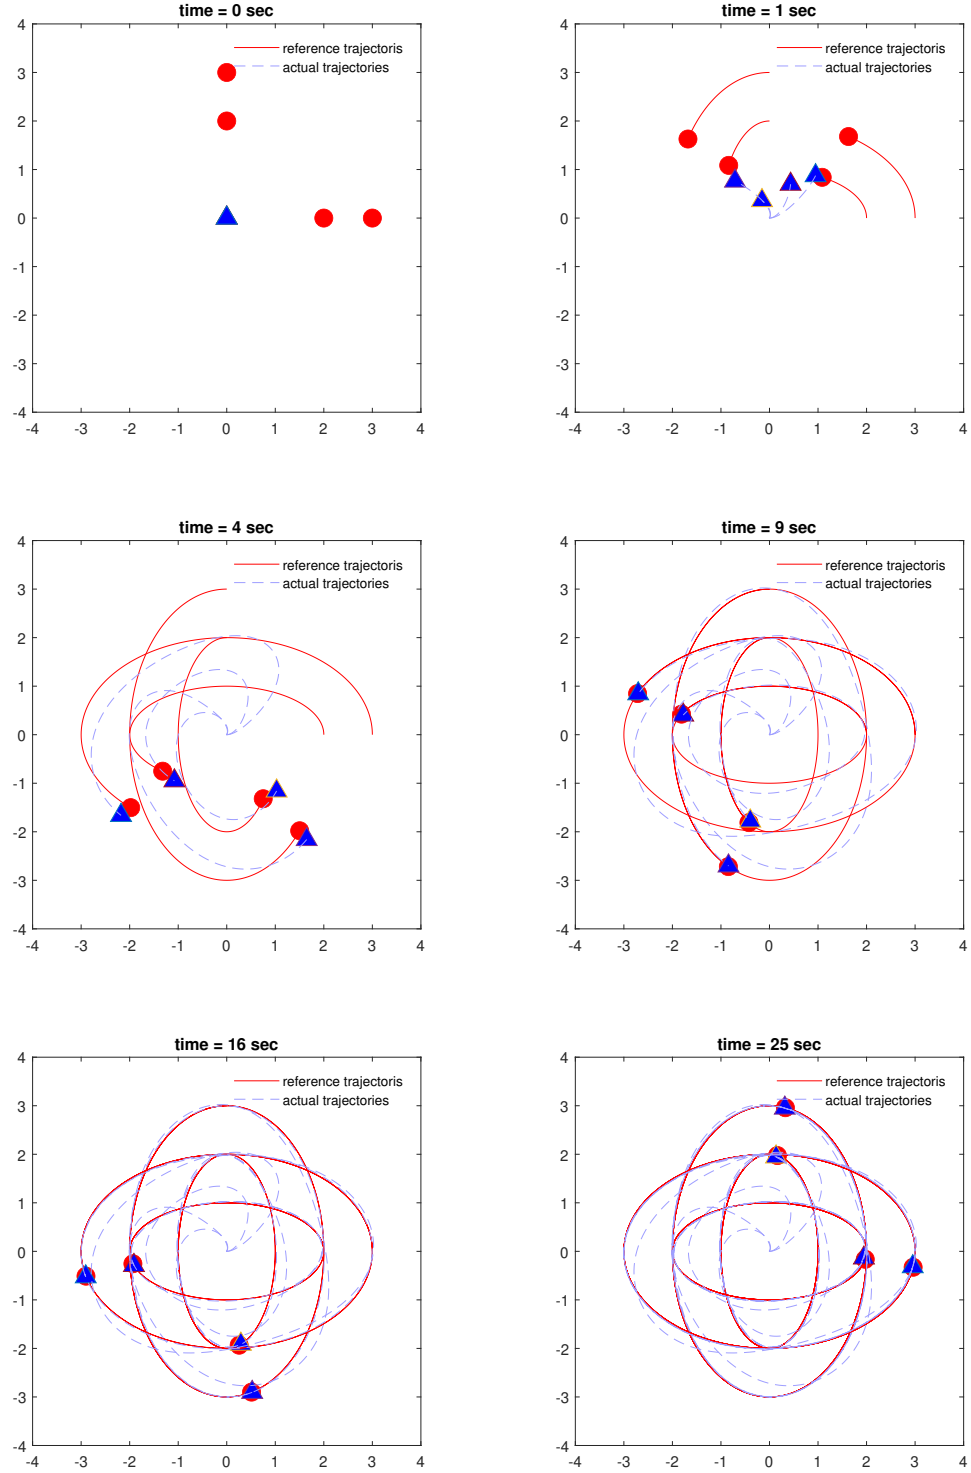 time = 0 sec
reference trajectoris
actual trajectories
4
3
2
1
0
-1
-2
-3
-4
-4 -3 -2 -1 0 1 2 3 4
time = 1 sec
reference trajectoris
actual trajectories
4
3
2
1
0
-1
-2
-3
-4
-4 -3 -2 -1 0 1 2 3 4
time = 4 sec
reference trajectoris
actual trajectories
4
3
2
1
0
-1
-2
-3
-4
-4 -3 -2 -1 0 1 2 3 4
time = 9 sec
reference trajectoris
actual trajectories
4
3
2
1
0
-1
-2
-3
-4
-4 -3 -2 -1 0 1 2 3 4
time = 16 sec
reference trajectoris
actual trajectories
4
3
2
1
0
-1
-2
-3
-4
-4 -3 -2 -1 0 1 2 3 4
time = 25 sec
reference trajectoris
actual trajectories
4
3
2
1
0
-1
-2
-3
-4
-4 -3 -2 -1 0 1 2 3 4